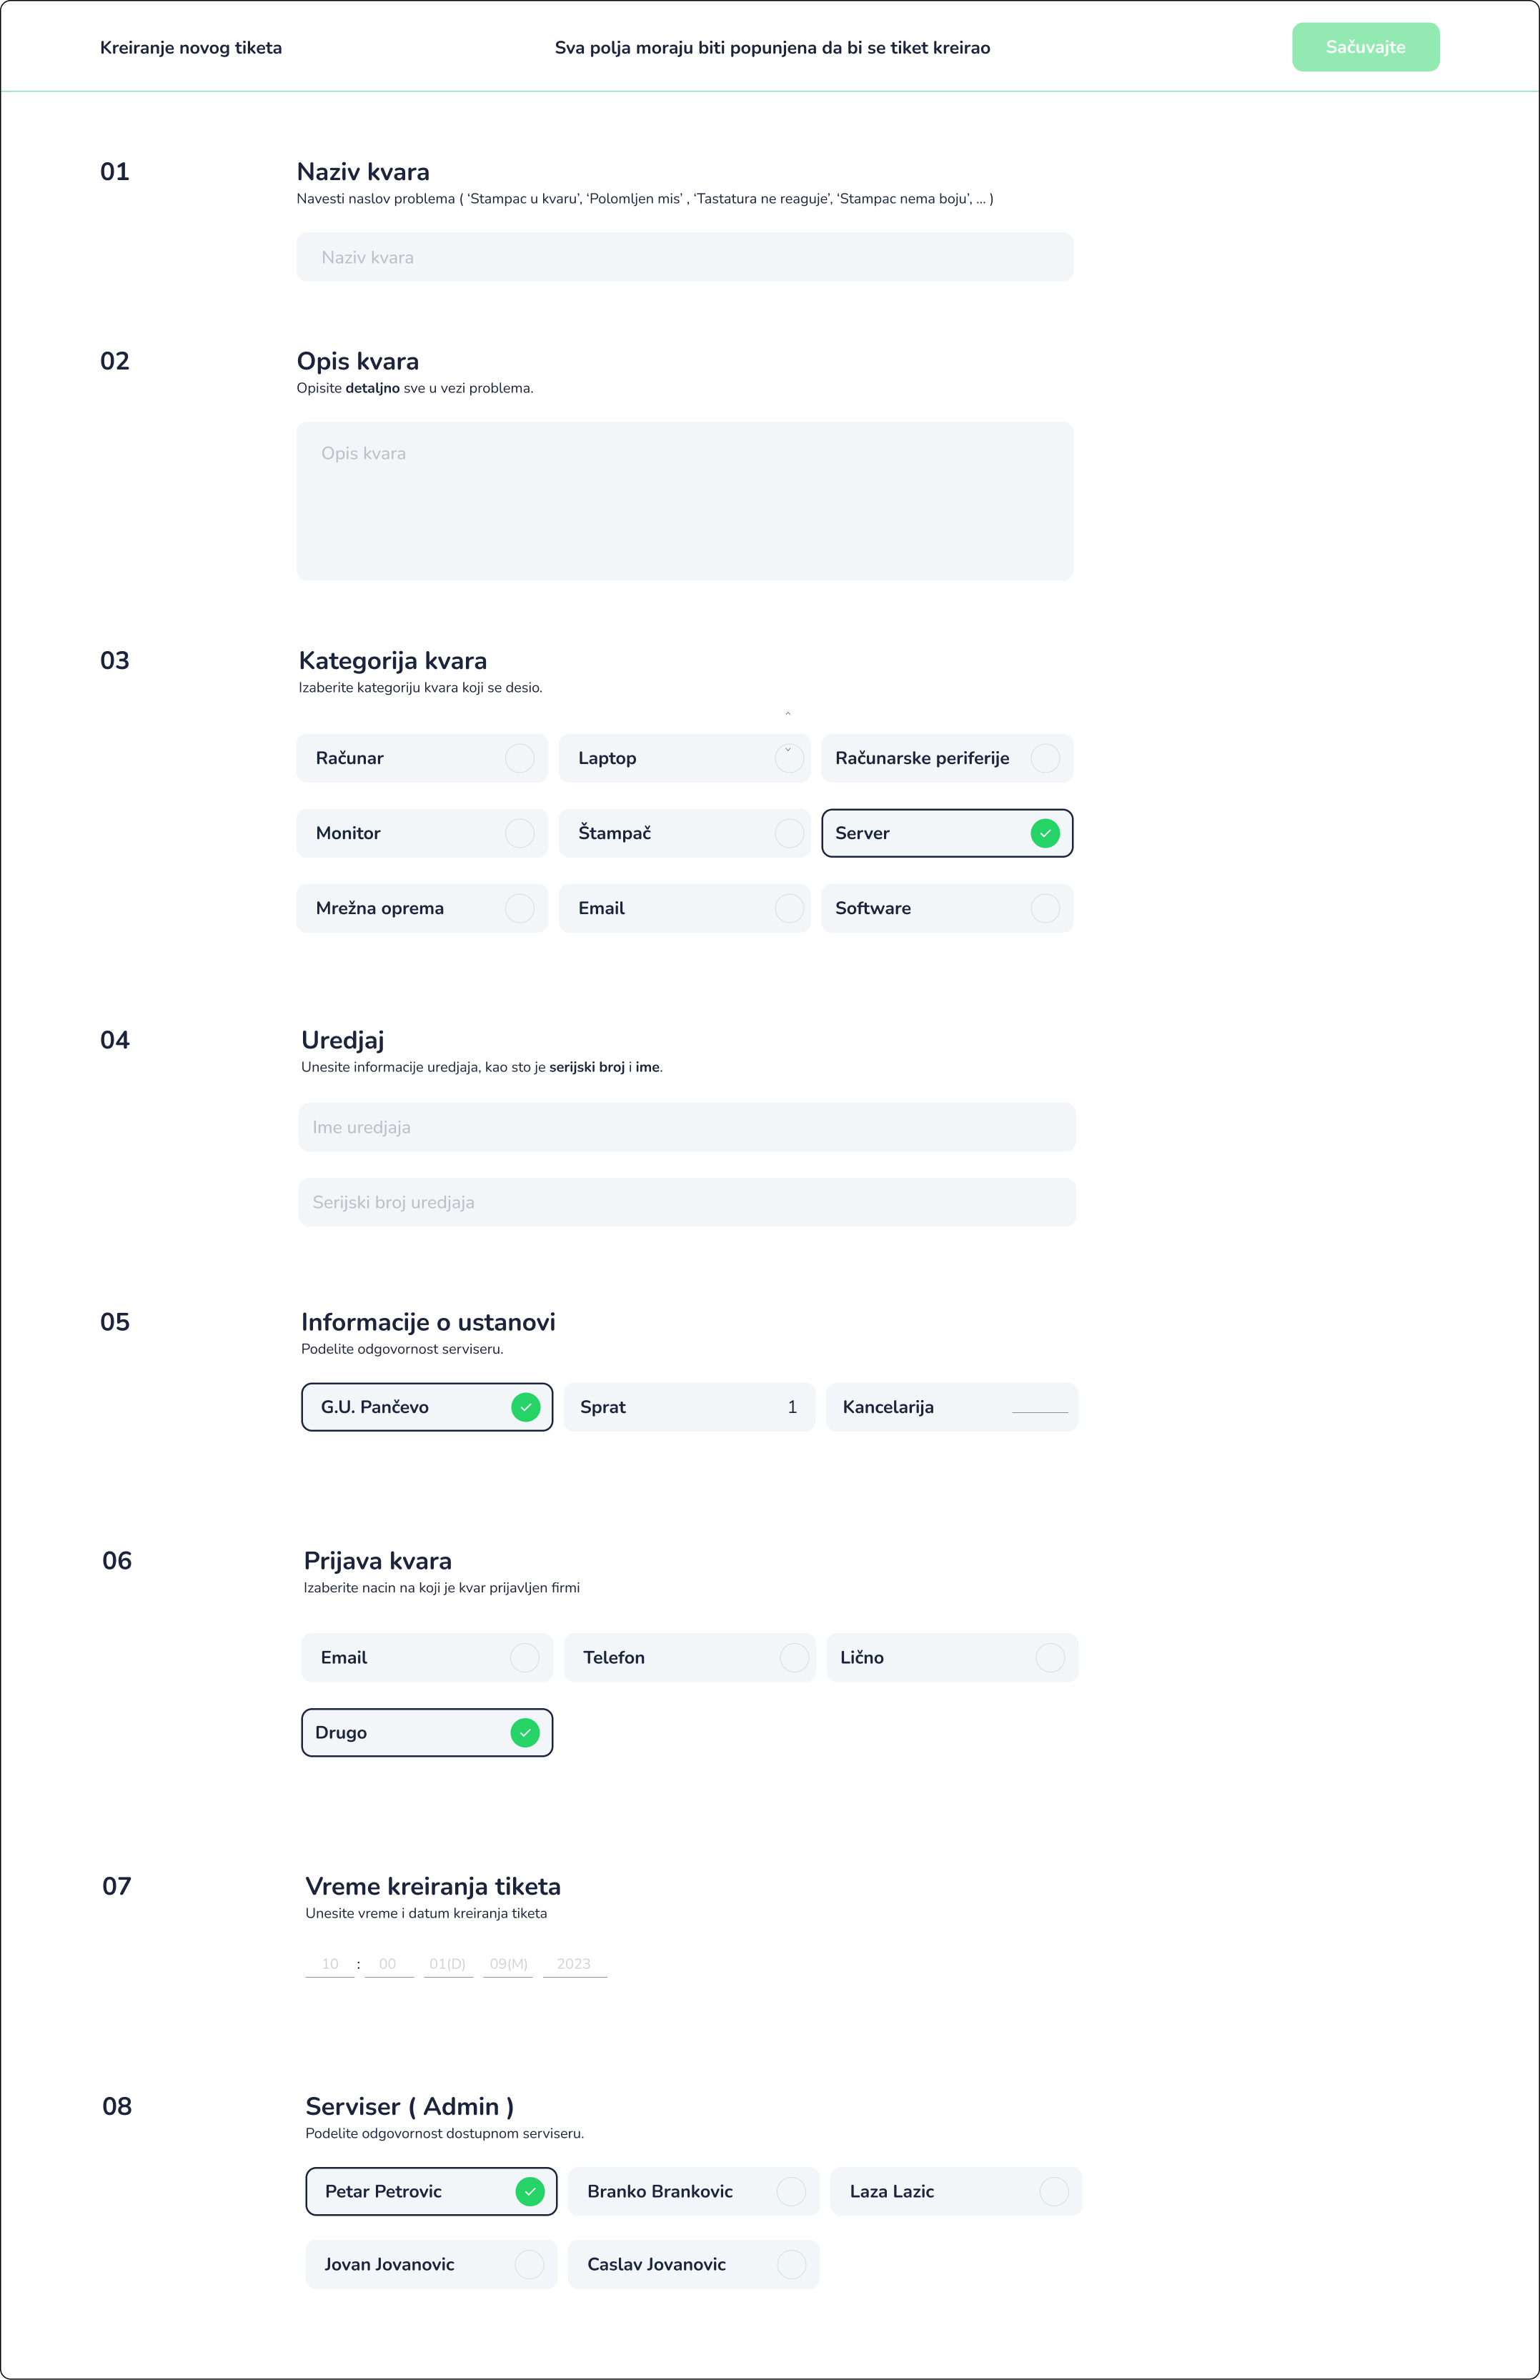 Kreiranje novog tiketa
Sva polja moraju biti popunjena da bi se tiket kreirao
Sačuvajte
01
Naziv kvara
Navesti naslov problema ( ‘Stampac u kvaru’, ‘Polomljen mis’ , ‘Tastatura ne reaguje’, ‘Stampac nema boju’, ... )
Naziv kvara
02
Opis kvara
Opisite detaljno sve u vezi problema.
Opis kvara
03
Kategorija kvara
Izaberite kategoriju kvara koji se desio.
Računar
Laptop
Računarske periferije
Monitor
Štampač
Server
Mrežna oprema
Email
Software
04
Uredjaj
Unesite informacije uredjaja, kao sto je serijski broj i ime.
Ime uredjaja
Serijski broj uredjaja
05
Informacije o ustanovi
Podelite odgovornost serviseru.
G.U. Pančevo
Sprat 1
Kancelarija
06
Prijava kvara
Izaberite nacin na koji je kvar prijavljen firmi
Email
Telefon
Lično
Drugo
07
Vreme kreiranja tiketa
Unesite vreme i datum kreiranja tiketa
10 : 00 01(D) 09(M) 2023
08
Serviser ( Admin )
Podelite odgovornost dostupnom serviseru.
Petar Petrovic
Branko Brankovic
Laza Lazic
Jovan Jovanovic
Caslav Jovanovic